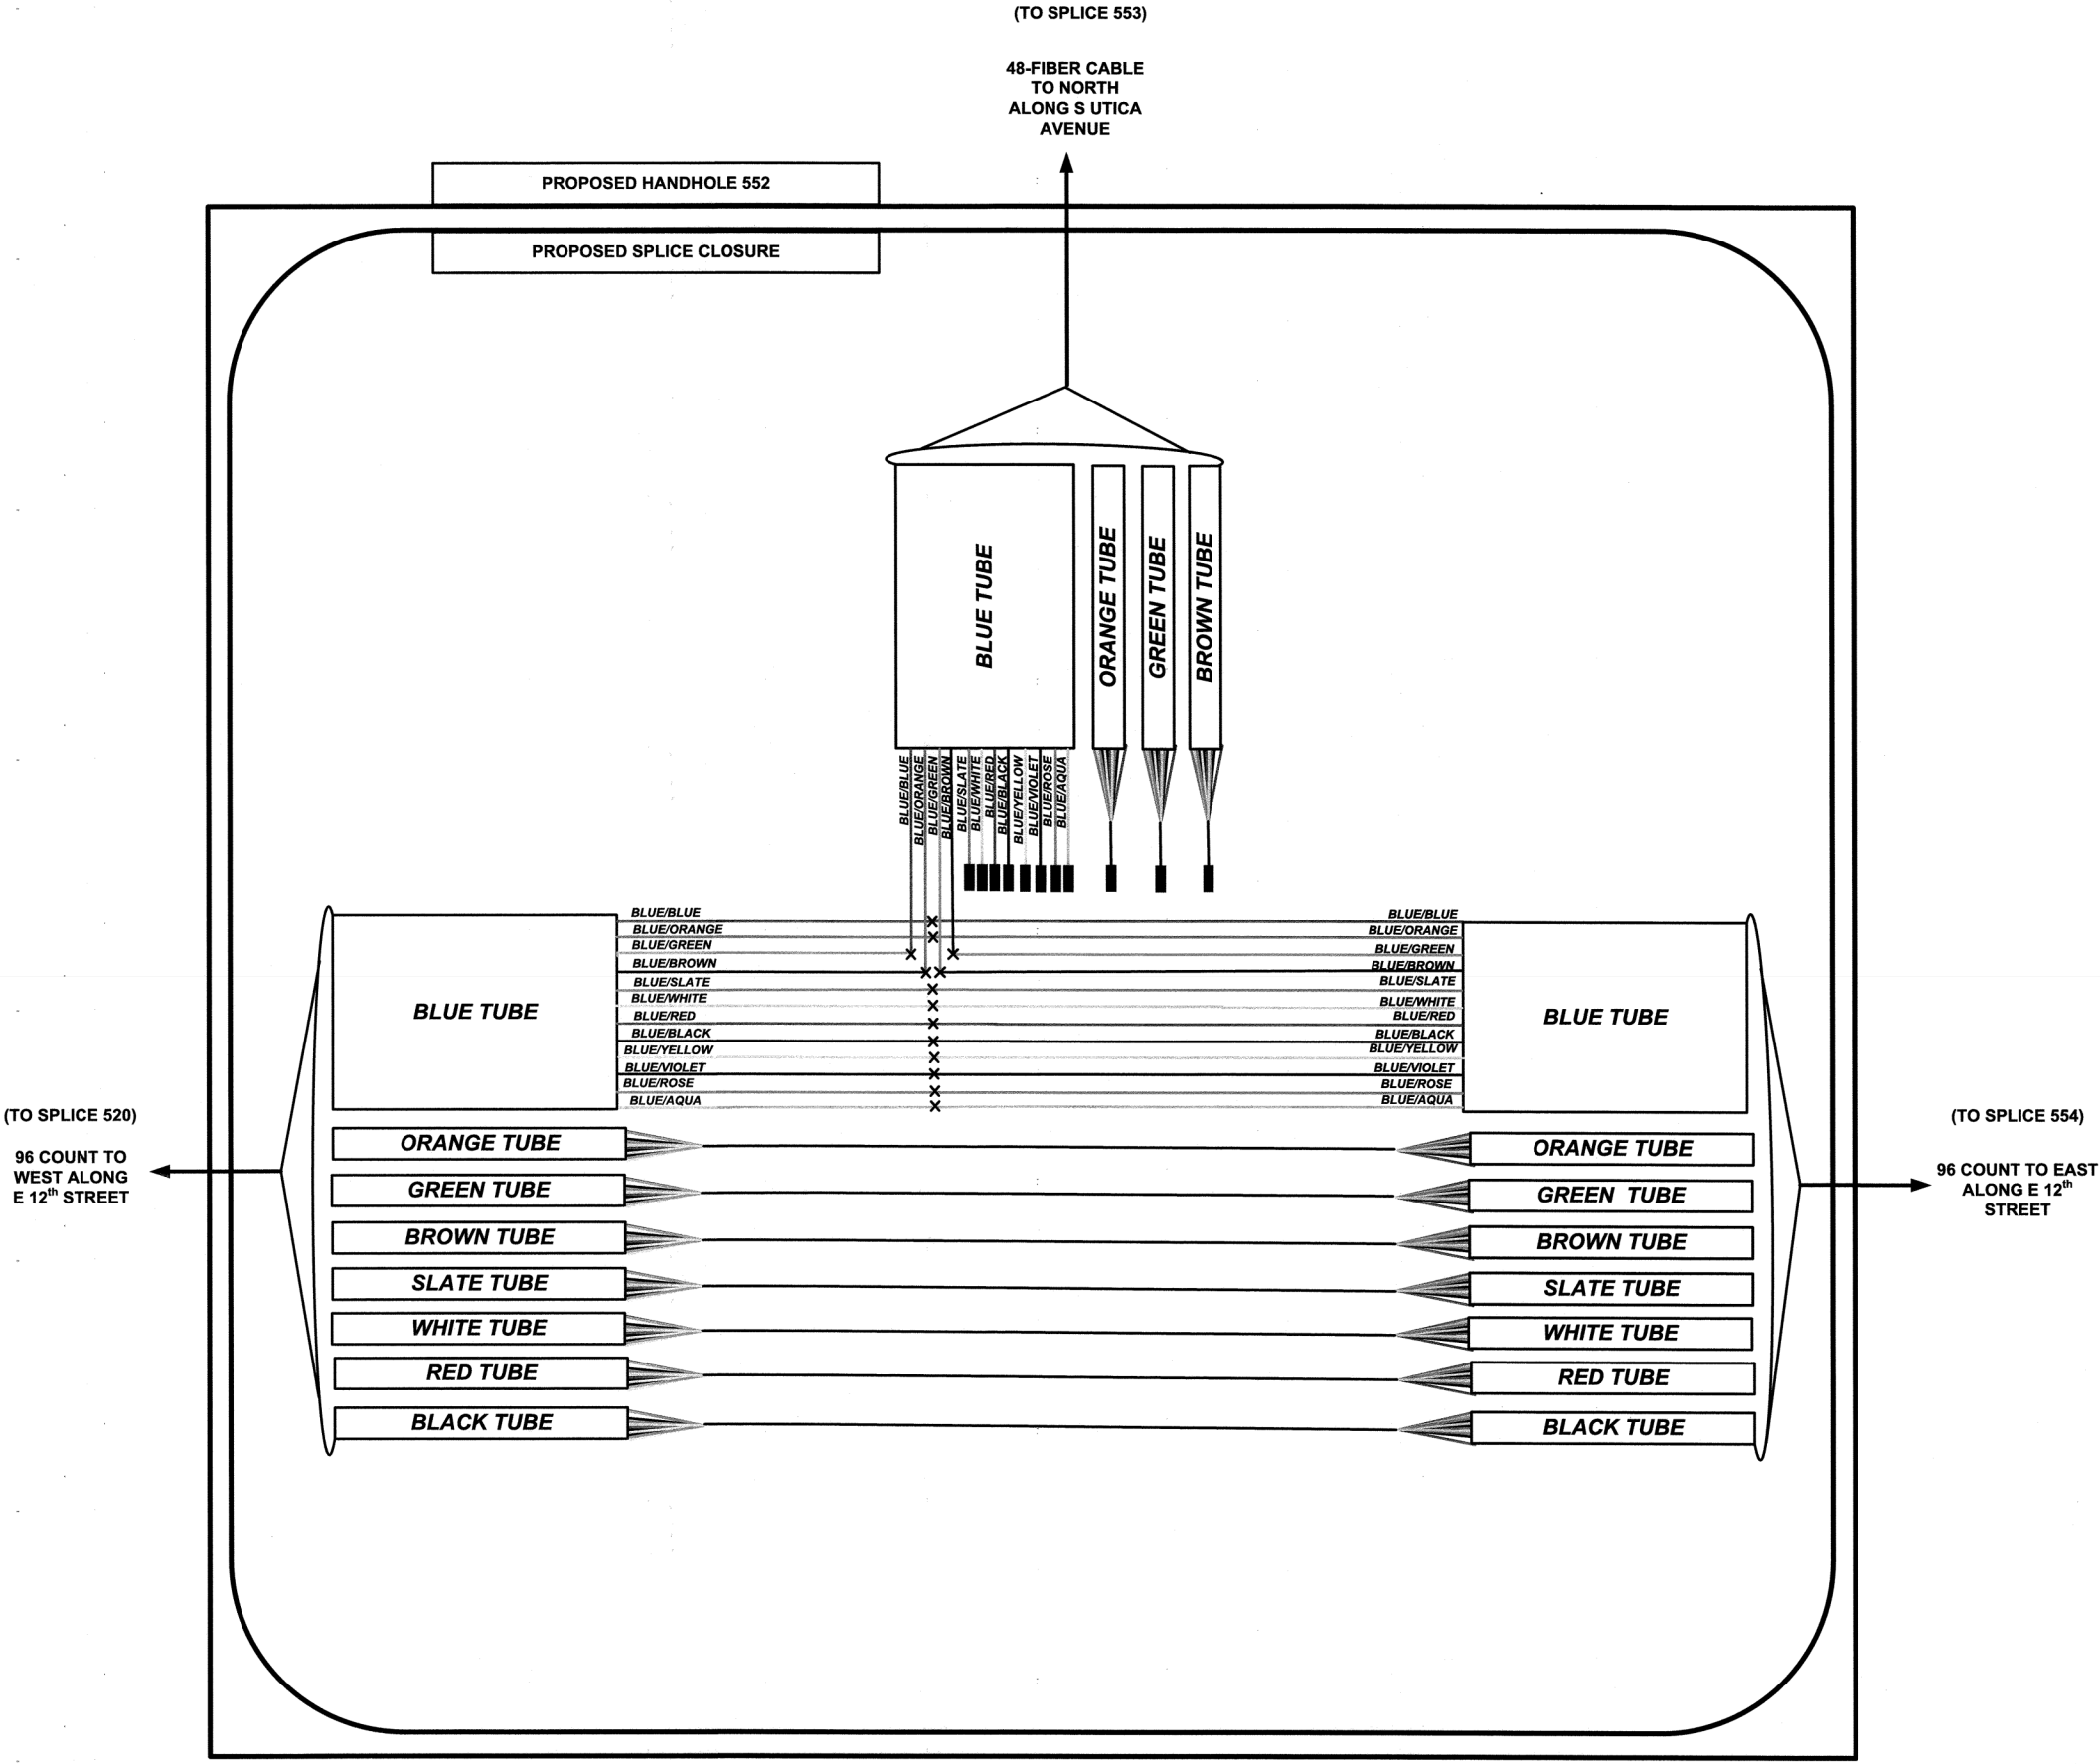 (TO SPLICE 553)
48-FIBER CABLE
TO NORTH
ALONG S UTICA
AVENUE
PROPOSED HANDHOLE 552
PROPOSED SPLICE CLOSURE
BLUE TUBE
ORANGE TUBE
GREEN TUBE
BROWN TUBE
BLUE/BLUE
BLUE/ORANGE
BLUE/GREEN
BLUE/BROWN
BLUE/SLATE
BLUE/WHITE
BLUE/RED
BLUE/BLACK
BLUE/YELLOW
BLUE/VIOLET
BLUE/ROSE
BLUE/AQUA
(TO SPLICE 520)
96 COUNT TO
WEST ALONG
E 12th STREET
BLUE TUBE
BLUE/BLUE
BLUE/ORANGE
BLUE/GREEN
BLUE/BROWN
BLUE/SLATE
BLUE/WHITE
BLUE/RED
BLUE/BLACK
BLUE/YELLOW
BLUE/VIOLET
BLUE/ROSE
BLUE/AQUA
ORANGE TUBE
GREEN TUBE
BROWN TUBE
SLATE TUBE
WHITE TUBE
RED TUBE
BLACK TUBE
BLUE/BLUE
BLUE/ORANGE
BLUE/GREEN
BLUE/BROWN
BLUE/SLATE
BLUE/WHITE
BLUE/RED
BLUE/BLACK
BLUE/YELLOW
BLUE/VIOLET
BLUE/ROSE
BLUE/AQUA
BLUE TUBE
ORANGE TUBE
GREEN TUBE
BROWN TUBE
SLATE TUBE
WHITE TUBE
RED TUBE
BLACK TUBE
(TO SPLICE 554)
96 COUNT TO EAST
ALONG E 12th
STREET